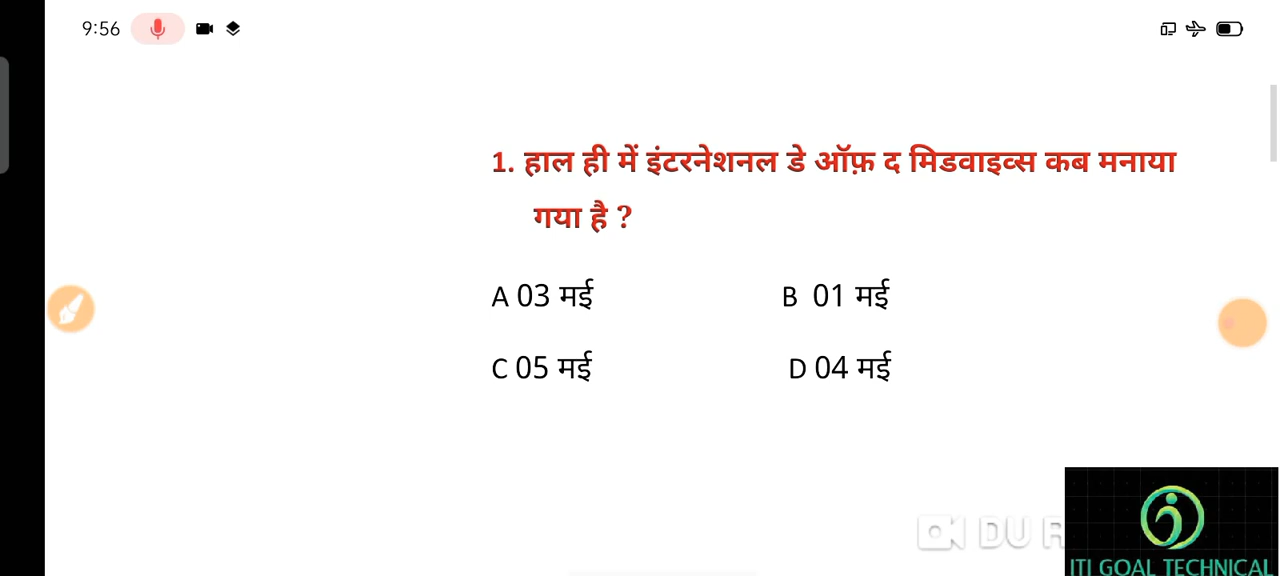 9:56
1. हाल ही में इंटरनेशनल डे ऑफ़ द मिडवाइव्स कब मनाया
गया है ?
A 03 मई B 01 मई
C 05 मई D 04 मई
DU R
ITI GOAL TECHNICAL